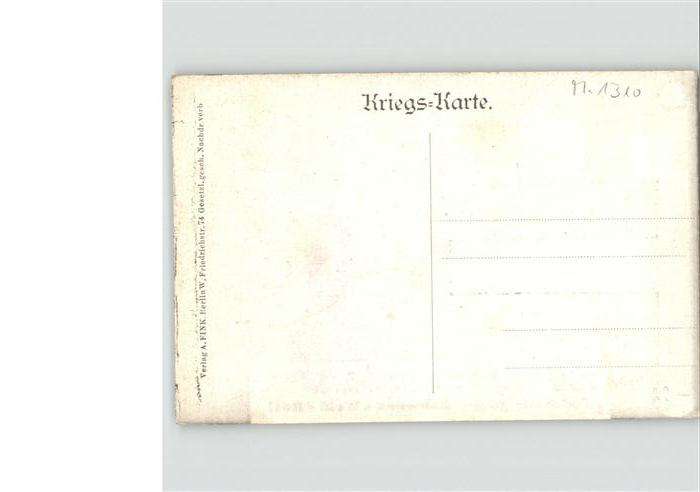 Kriegs=Karte.
M. 1310
Verlag A. FINK Berlin W., Friedrichstr. 74 Gesetzl. gesch. Nachdr. verb